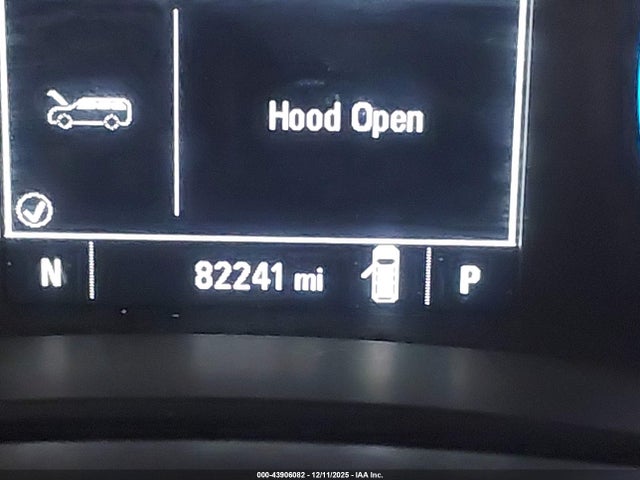 Hood Open
N 82241 mi P
000-43906082 - 12/11/2025 - IAA Inc.